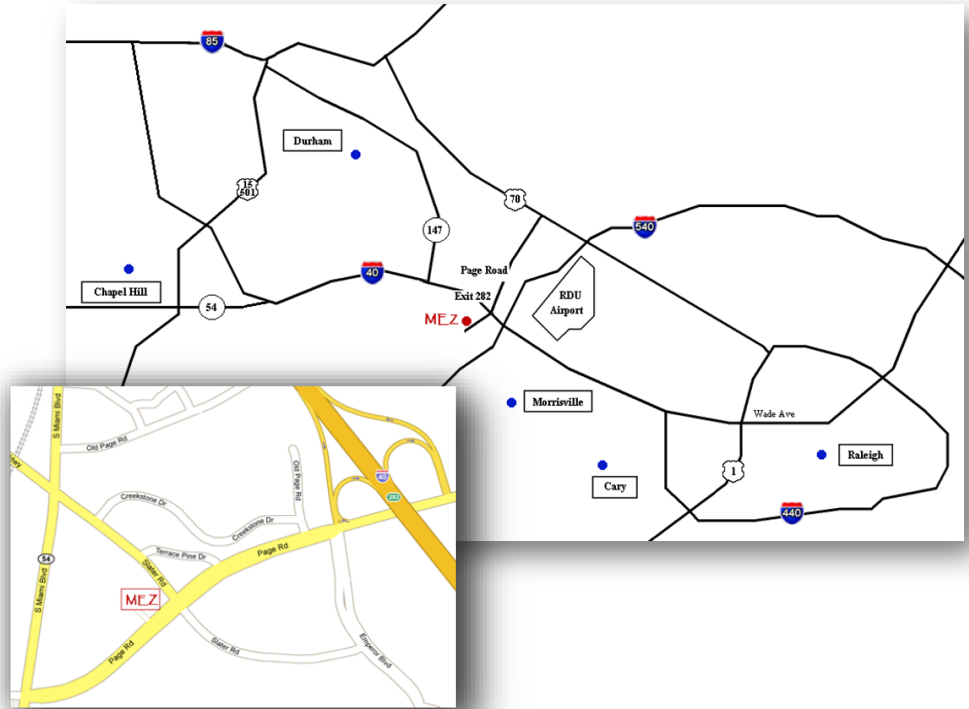 85
Durham
15
501
70
147
540
Page Road
40
Chapel Hill
Exit 282
RDU
Airport
54
MEZ
Morrisville
Wade Ave
Raleigh
1
Cary
440
S Miami Blvd
Old Page Rd
Old Page Rd
40
282
Creekstone Dr
Creekstone Dr
Page Rd
Terrace Pine Dr
54
Slater Rd
S Miami Blvd
MEZ
Slater Rd
Emperor Blvd
Page Rd